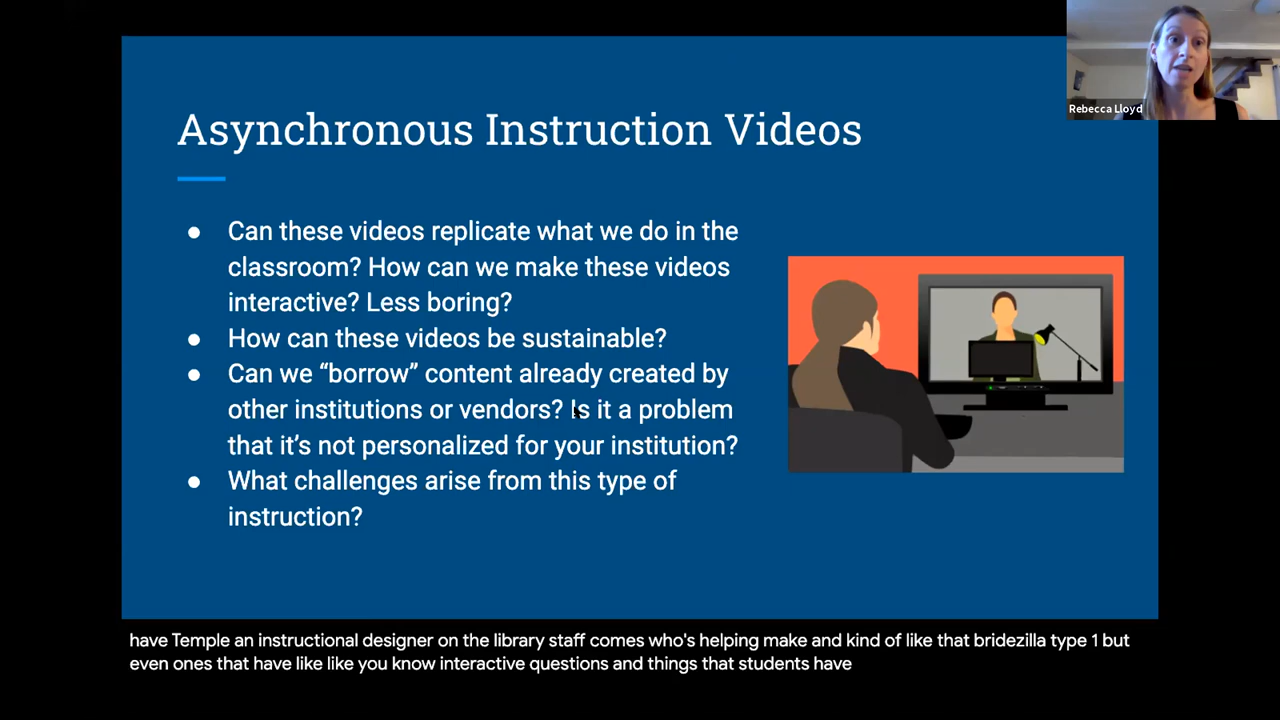 Rebecca Lloyd
Asynchronous Instruction Videos
● Can these videos replicate what we do in the
classroom? How can we make these videos
interactive? Less boring?
● How can these videos be sustainable?
● Can we “borrow” content already created by
other institutions or vendors? Is it a problem
that it’s not personalized for your institution?
● What challenges arise from this type of
instruction?
have Temple an instructional designer on the library staff comes who's helping make and kind of like that bridezilla type 1 but
even ones that have like like you know interactive questions and things that students have